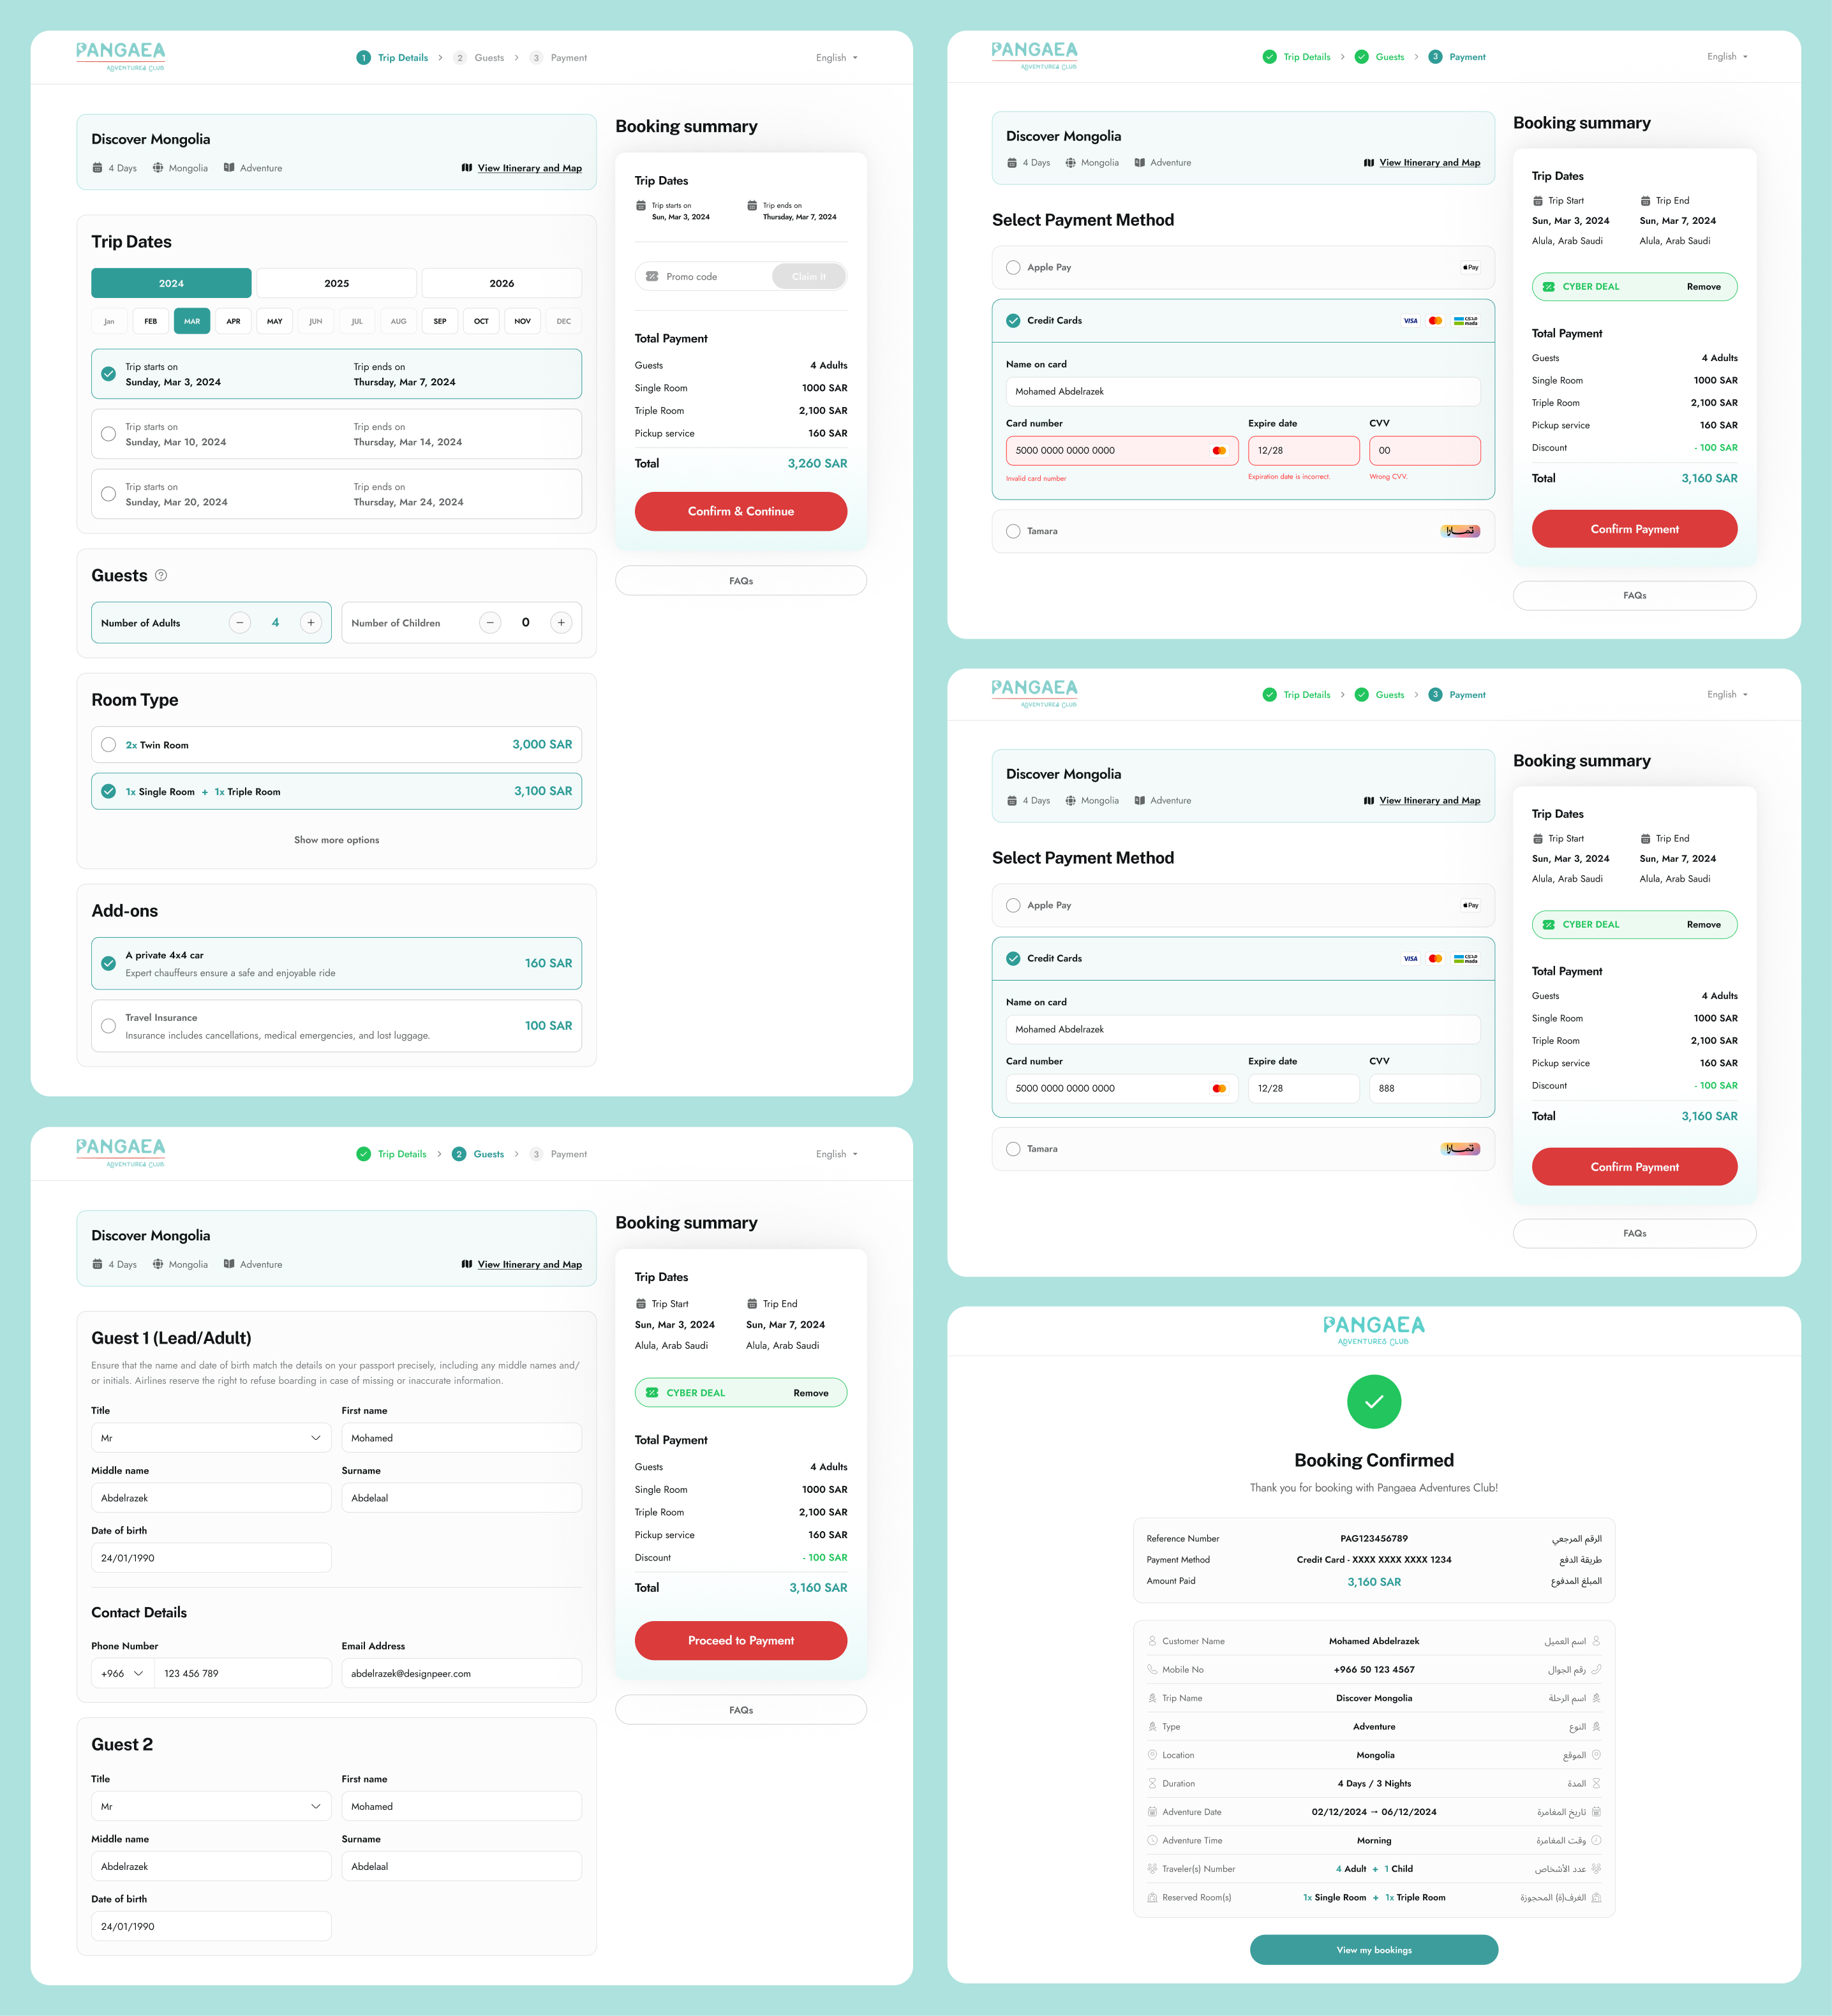 PANGAEA
ADVENTURES CLUB
1 Trip Details > 2 Guests > 3 Payment
English
Discover Mongolia
4 Days Mongolia Adventure View Itinerary and Map
Trip Dates
2024 2025 2026
Jan FEB MAR APR MAY JUN JUL AUG SEP OCT NOV DEC
Trip starts on Trip ends on
Sunday, Mar 3, 2024 Thursday, Mar 7, 2024
Trip starts on Trip ends on
Sunday, Mar 10, 2024 Thursday, Mar 14, 2024
Trip starts on Trip ends on
Sunday, Mar 20, 2024 Thursday, Mar 24, 2024
Guests ?
Number of Adults − 4 +
Number of Children − 0 +
Room Type
2x Twin Room 3,000 SAR
1x Single Room + 1x Triple Room 3,100 SAR
Show more options
Add-ons
A private 4x4 car
Expert chauffeurs ensure a safe and enjoyable ride
160 SAR
Travel Insurance
Insurance includes cancellations, medical emergencies, and lost luggage.
100 SAR
Booking summary
Trip Dates
Trip starts on Trip ends on
Sun, Mar 3, 2024 Thursday, Mar 7, 2024
Promo code Claim It
Total Payment
Guests 4 Adults
Single Room 1000 SAR
Triple Room 2,100 SAR
Pickup service 160 SAR
Total 3,260 SAR
Confirm & Continue
FAQs
PANGAEA
ADVENTURES CLUB
Trip Details > 2 Guests > 3 Payment
English
Discover Mongolia
4 Days Mongolia Adventure View Itinerary and Map
Guest 1 (Lead/Adult)
Ensure that the name and date of birth match the details on your passport precisely, including any middle names and/
or initials. Airlines reserve the right to refuse boarding in case of missing or inaccurate information.
Title First name
Mr Mohamed
Middle name Surname
Abdelrazek Abdelaal
Date of birth
24/01/1990
Contact Details
Phone Number Email Address
+966 123 456 789 abdelrazek@designpeer.com
Guest 2
Title First name
Mr Mohamed
Middle name Surname
Abdelrazek Abdelaal
Date of birth
24/01/1990
Booking summary
Trip Dates
Trip Start Trip End
Sun, Mar 3, 2024 Sun, Mar 7, 2024
Alula, Arab Saudi Alula, Arab Saudi
CYBER DEAL Remove
Total Payment
Guests 4 Adults
Single Room 1000 SAR
Triple Room 2,100 SAR
Pickup service 160 SAR
Discount - 100 SAR
Total 3,160 SAR
Proceed to Payment
FAQs
PANGAEA
ADVENTURES CLUB
Trip Details > Guests > 3 Payment
English
Discover Mongolia
4 Days Mongolia Adventure View Itinerary and Map
Select Payment Method
Apple Pay Pay
Credit Cards VISA مدى mada
Name on card
Mohamed Abdelrazek
Card number Expire date CVV
5000 0000 0000 0000 12/28 00
Invalid card number Expiration date is incorrect. Wrong CVV.
Tamara تمارا
Booking summary
Trip Dates
Trip Start Trip End
Sun, Mar 3, 2024 Sun, Mar 7, 2024
Alula, Arab Saudi Alula, Arab Saudi
CYBER DEAL Remove
Total Payment
Guests 4 Adults
Single Room 1000 SAR
Triple Room 2,100 SAR
Pickup service 160 SAR
Discount - 100 SAR
Total 3,160 SAR
Confirm Payment
FAQs
PANGAEA
ADVENTURES CLUB
Trip Details > Guests > 3 Payment
English
Discover Mongolia
4 Days Mongolia Adventure View Itinerary and Map
Select Payment Method
Apple Pay Pay
Credit Cards VISA مدى mada
Name on card
Mohamed Abdelrazek
Card number Expire date CVV
5000 0000 0000 0000 12/28 888
Tamara تمارا
Booking summary
Trip Dates
Trip Start Trip End
Sun, Mar 3, 2024 Sun, Mar 7, 2024
Alula, Arab Saudi Alula, Arab Saudi
CYBER DEAL Remove
Total Payment
Guests 4 Adults
Single Room 1000 SAR
Triple Room 2,100 SAR
Pickup service 160 SAR
Discount - 100 SAR
Total 3,160 SAR
Confirm Payment
FAQs
PANGAEA
ADVENTURES CLUB
Booking Confirmed
Thank you for booking with Pangaea Adventures Club!
Reference Number PAG123456789 الرقم المرجعي
Payment Method Credit Card - XXXX XXXX XXXX 1234 طريقة الدفع
Amount Paid 3,160 SAR المبلغ المدفوع
Customer Name Mohamed Abdelrazek اسم العميل
Mobile No +966 50 123 4567 رقم الجوال
Trip Name Discover Mongolia اسم الرحلة
Type Adventure النوع
Location Mongolia الموقع
Duration 4 Days / 3 Nights المدة
Adventure Date 02/12/2024 → 06/12/2024 تاريخ المغامرة
Adventure Time Morning وقت المغامرة
Traveler(s) Number 4 Adult + 1 Child عدد الأشخاص
Reserved Room(s) 1x Single Room + 1x Triple Room الغرف(ة) المحجوزة
View my bookings